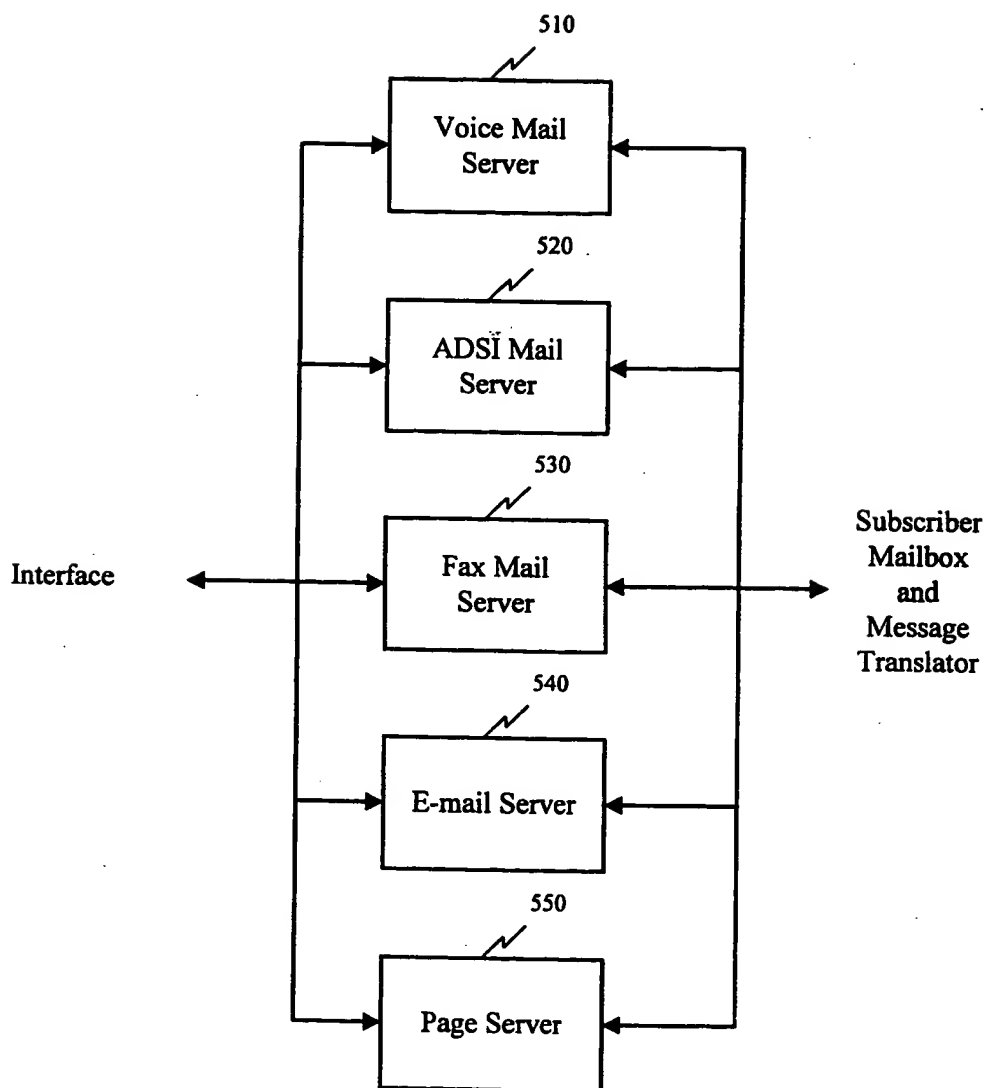 510
Voice Mail
Server
520
ADSI Mail
Server
530
Interface
Fax Mail
Server
Subscriber
Mailbox
and
Message
Translator
540
E-mail Server
550
Page Server